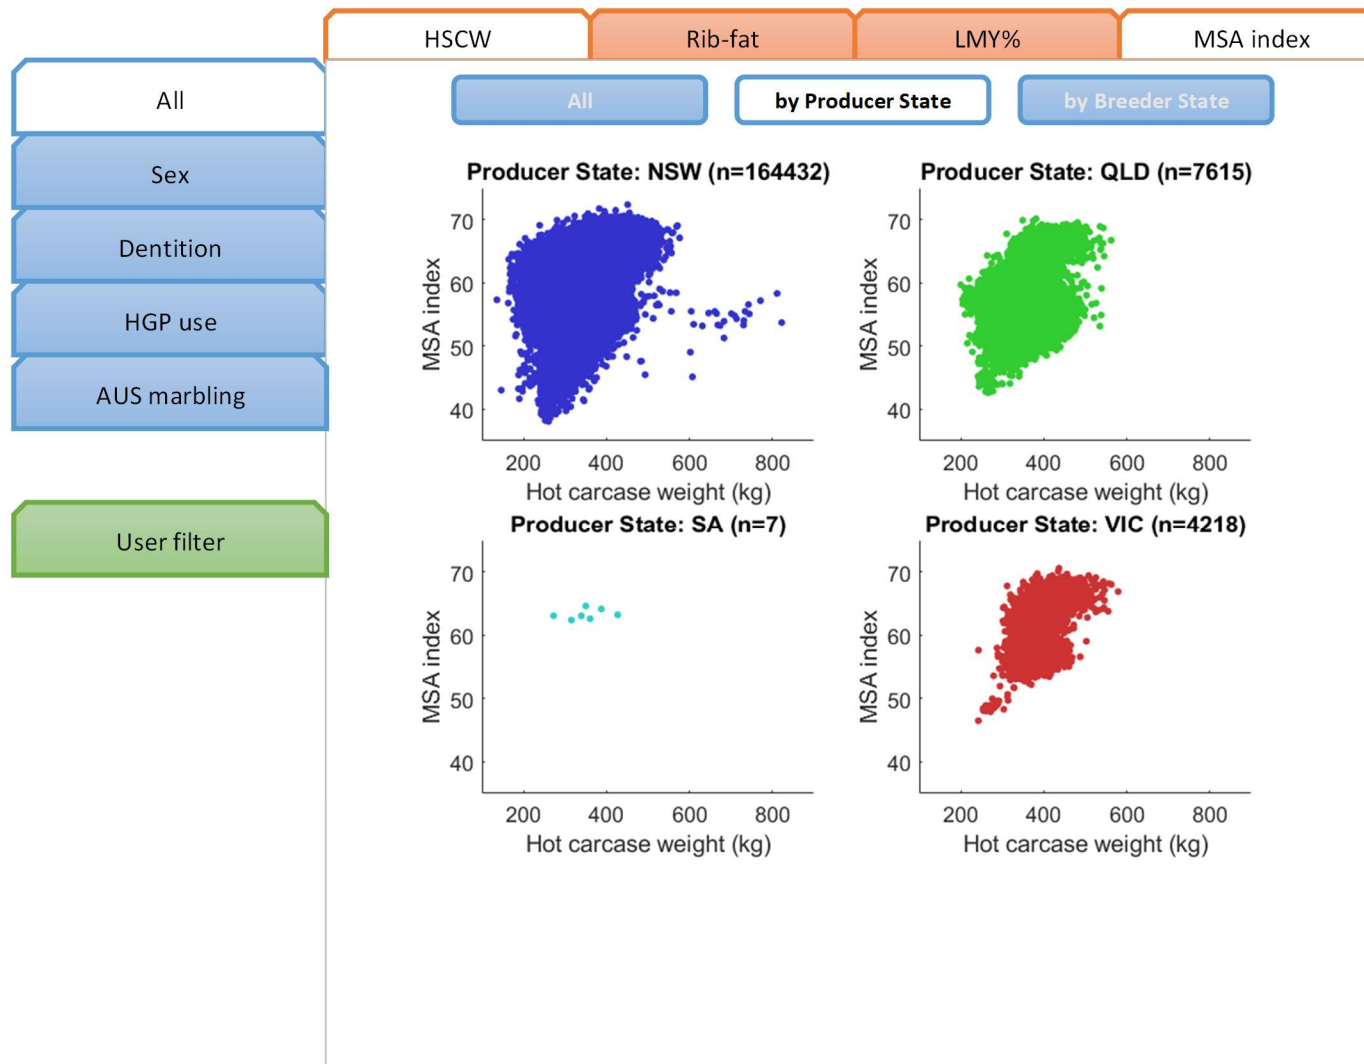 HSCW
Rib-fat
LMY%
MSA index
All
Sex
Dentition
HGP use
AUS marbling
User filter
All
by Producer State
by Breeder State
Producer State: NSW (n=164432)
70
60
50
40
MSA index
200 400 600 800
Hot carcase weight (kg)
Producer State: QLD (n=7615)
70
60
50
40
MSA index
200 400 600 800
Hot carcase weight (kg)
Producer State: SA (n=7)
70
60
50
40
MSA index
200 400 600 800
Hot carcase weight (kg)
Producer State: VIC (n=4218)
70
60
50
40
MSA index
200 400 600 800
Hot carcase weight (kg)